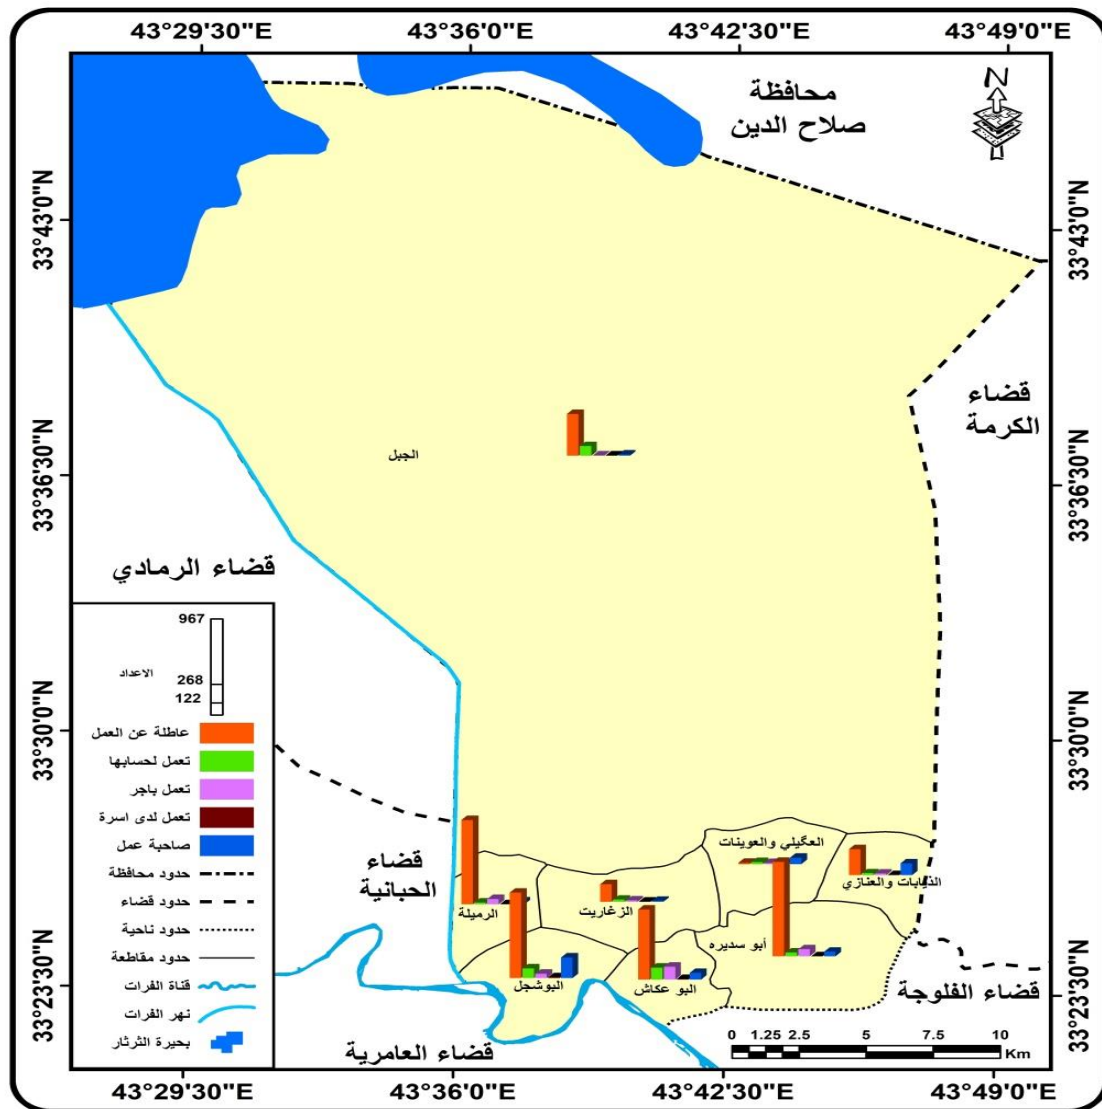 43°29'30"E 43°36'0"E 43°42'30"E 43°49'0"E
N
محافظة
صلاح الدين
33°43'0"N
33°43'0"N
قضاء
الكرمة
الجبل
33°36'30"N
33°36'30"N
قضاء الرمادي
967
الاعداد
268
122
عاطلة عن العمل
تعمل لحسابها
تعمل باجر
تعمل لدى اسرة
صاحبة عمل
حدود محافظة
حدود قضاء
حدود ناحية
حدود مقاطعة
قناة الفرات
نهر الفرات
بحيرة الثرثار
33°30'0"N
33°30'0"N
العگيلي والعوينات
قضاء
الحبانية
الذيابات والعنازي
الزغاريت
الرميلة
أبو سديره
البوشجل
البو عكاش
33°23'30"N
33°23'30"N
قضاء الفلوجة
قضاء العامرية
0 1.25 2.5 5 7.5 10
Km
43°29'30"E 43°36'0"E 43°42'30"E 43°49'0"E